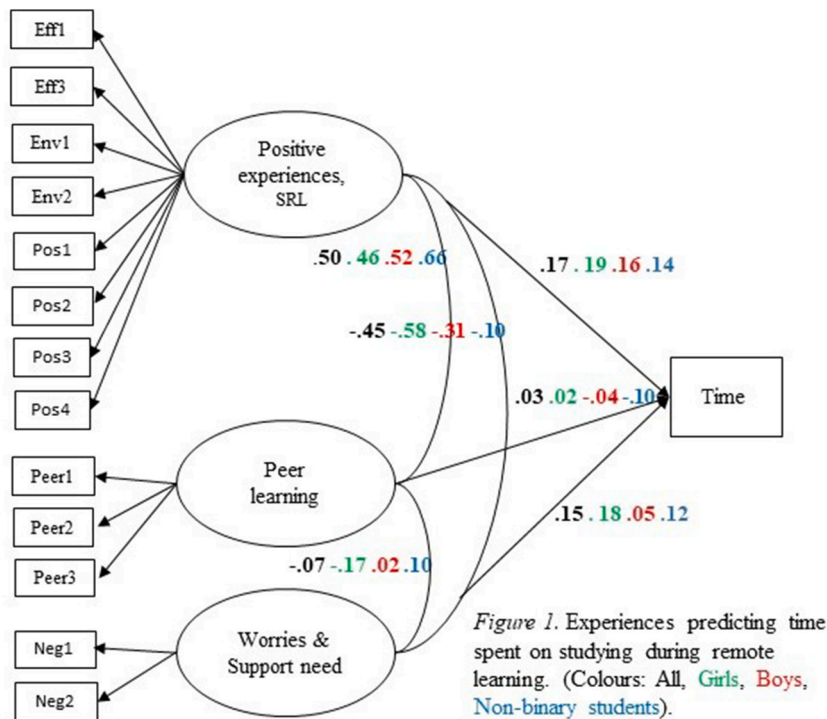 Eff1
Eff3
Env1
Env2
Pos1
Pos2
Pos3
Pos4
Peer1
Peer2
Peer3
Neg1
Neg2
Positive
experiences,
SRL
Peer
learning
Worries &
Support need
.50 .46 .52 .66
-.45 -.58 -.31 -.10
-.07 -.17 .02 .10
.17 .19 .16 .14
.03 .02 -.04 -.10
.15 .18 .05 .12
Time
Figure 1. Experiences predicting time
spent on studying during remote
learning. (Colours: All, Girls, Boys,
Non-binary students).